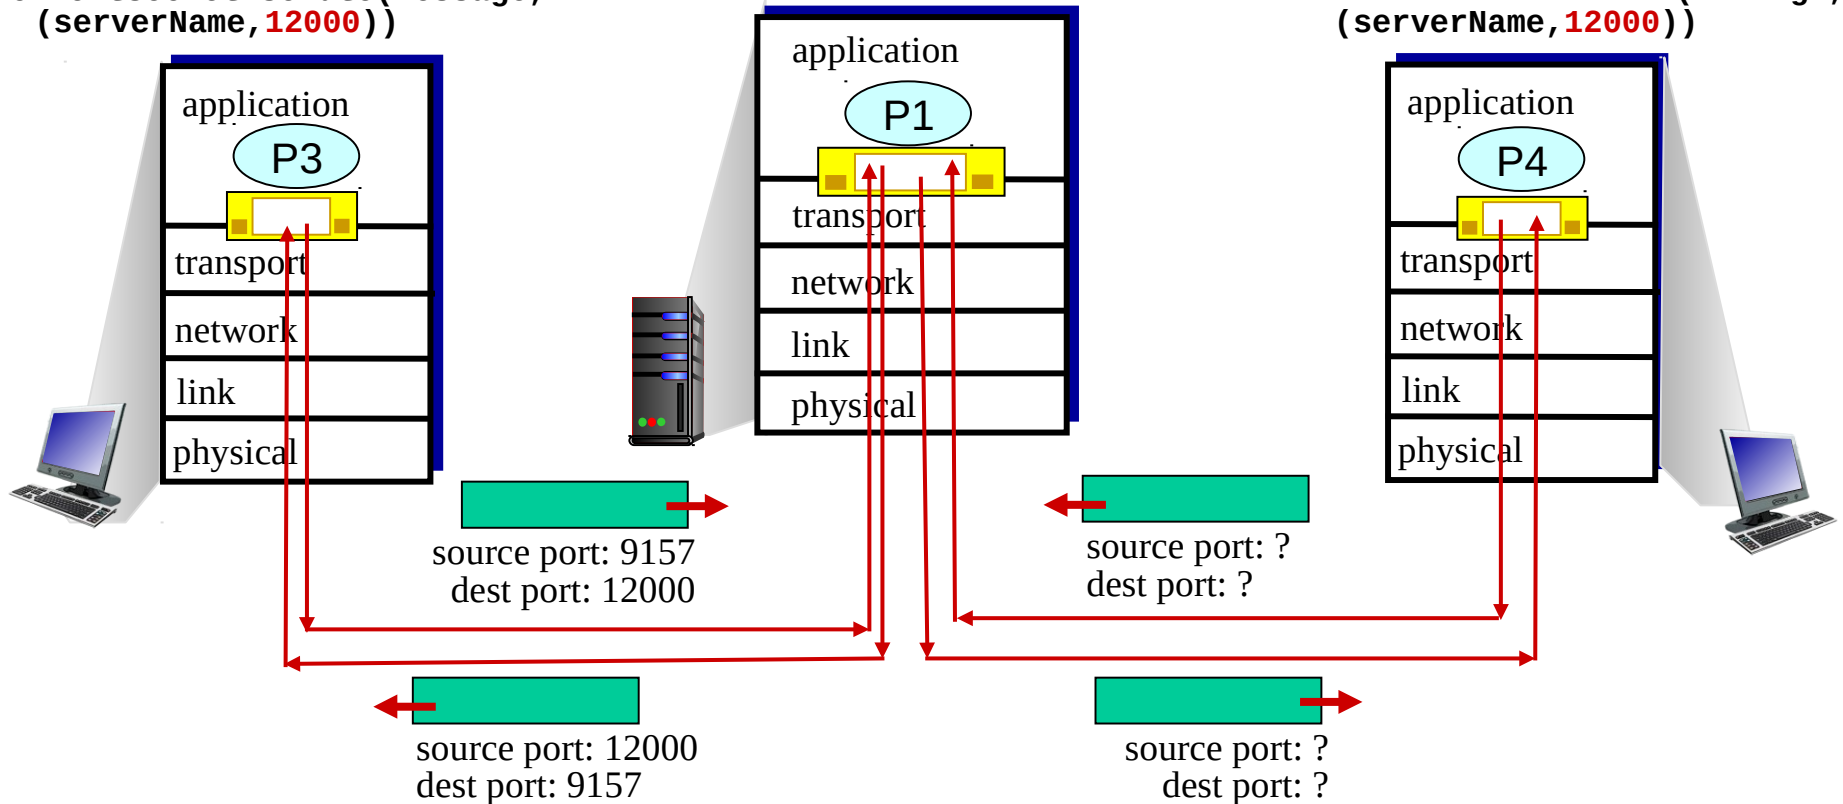 (serverName,12000))
(serverName,12000))
application
P3
transport
network
link
physical
application
P1
transport
network
link
physical
application
P4
transport
network
link
physical
source port: 9157
dest port: 12000
source port: ?
dest port: ?
source port: 12000
dest port: 9157
source port: ?
dest port: ?